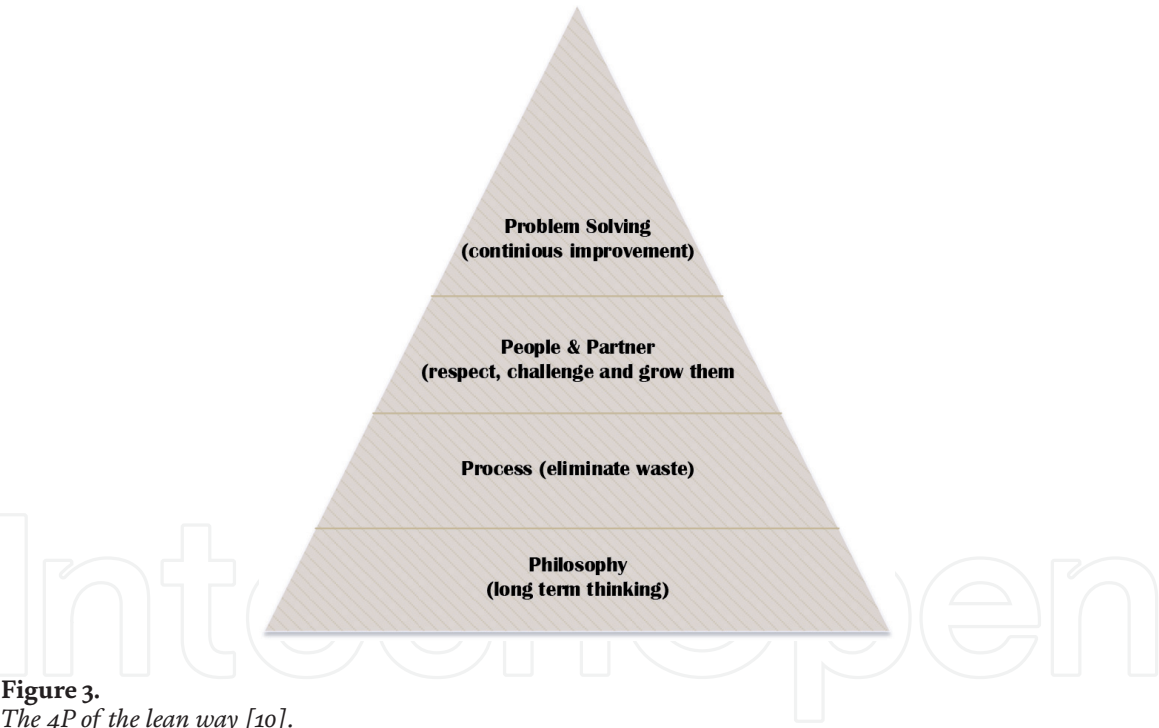 Problem Solving
(continious improvement)
People & Partner
(respect, challenge and grow them
Process (eliminate waste)
Philosophy
(long term thinking)
IntechOpen
Figure 3.
The 4P of the lean way [10].